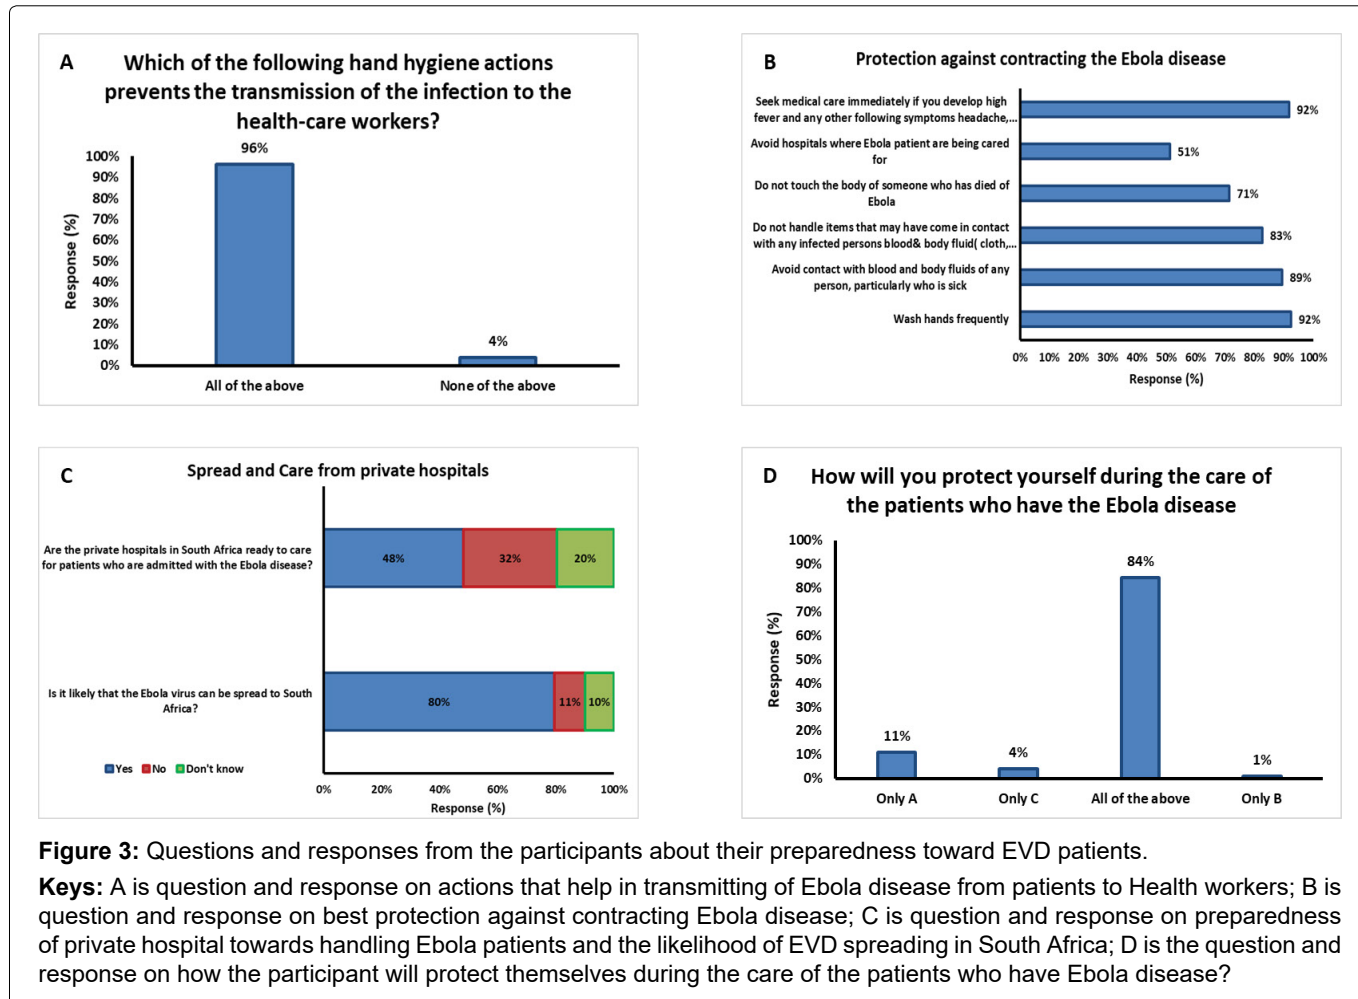 A
Which of the following hand hygiene actions
prevents the transmission of the infection to the
health-care workers?
96%
4%
100%
90%
80%
70%
60%
50%
40%
30%
20%
10%
0%
Response (%)
All of the above
None of the above
B
Protection against contracting the Ebola disease
Seek medical care immediately if you develop high
fever and any other following symptoms headache,...
92%
Avoid hospitals where Ebola patient are being cared
for
51%
Do not touch the body of someone who has died of
Ebola
71%
Do not handle items that may have come in contact
with any infected persons blood& body fluid( cloth,...
83%
Avoid contact with blood and body fluids of any
person, particularly who is sick
89%
Wash hands frequently
92%
0% 10% 20% 30% 40% 50% 60% 70% 80% 90% 100%
Response (%)
C
Spread and Care from private hospitals
Are the private hospitals in South Africa ready to care
for patients who are admitted with the Ebola disease?
48% 32% 20%
Is it likely that the Ebola virus can be spread to South
Africa?
80% 11% 10%
Yes No Don't know
0% 20% 40% 60% 80% 100%
Response (%)
D
How will you protect yourself during the care of
the patients who have the Ebola disease
100%
90%
80%
70%
60%
50%
40%
30%
20%
10%
0%
Response (%)
11%
4%
84%
1%
Only A
Only C
All of the above
Only B
Figure 3: Questions and responses from the participants about their preparedness toward EVD patients.
Keys: A is question and response on actions that help in transmitting of Ebola disease from patients to Health workers; B is
question and response on best protection against contracting Ebola disease; C is question and response on preparedness
of private hospital towards handling Ebola patients and the likelihood of EVD spreading in South Africa; D is the question and
response on how the participant will protect themselves during the care of the patients who have Ebola disease?